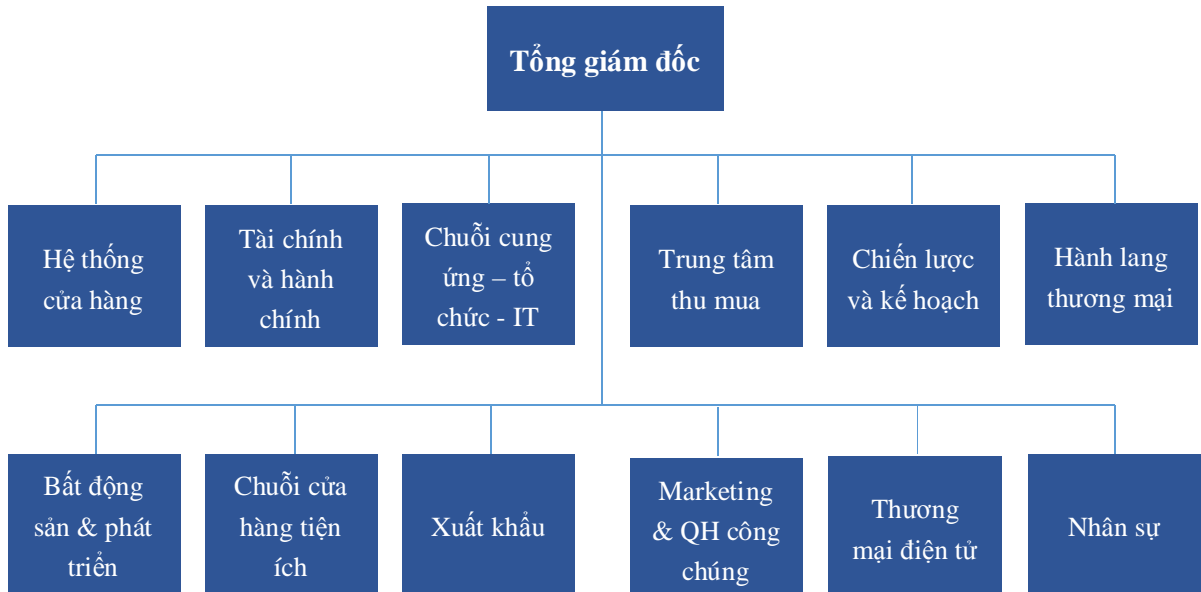 Tổng giám đốc
Hệ thống
cửa hàng
Tài chính
và hành
chính
Chuỗi cung
ứng – tổ
chức - IT
Trung tâm
thu mua
Chiến lược
và kế hoạch
Hành lang
thương mại
Bất động
sản & phát
triển
Chuỗi cửa
hàng tiện
ích
Xuất khẩu
Marketing
& QH công
chúng
Thương
mại điện tử
Nhân sự